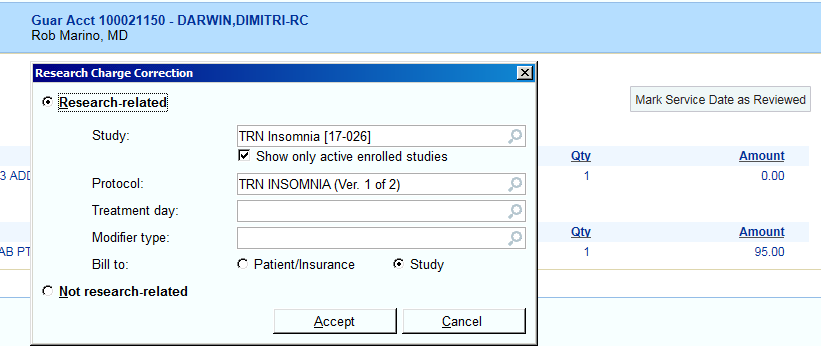 Guar Acct 100021150 - DARWIN,DIMITRI-RC
Rob Marino, MD
Research Charge Correction
Research-related
Mark Service Date as Reviewed
Study: TRN Insomnia [17-026]
Show only active enrolled studies
Qty Amount
3 ADD 1 0.00
Protocol: TRN INSOMNIA (Ver. 1 of 2)
Treatment day:
Modifier type:
Qty Amount
AB PT 1 95.00
Bill to: Patient/Insurance Study
Not research-related
Accept Cancel